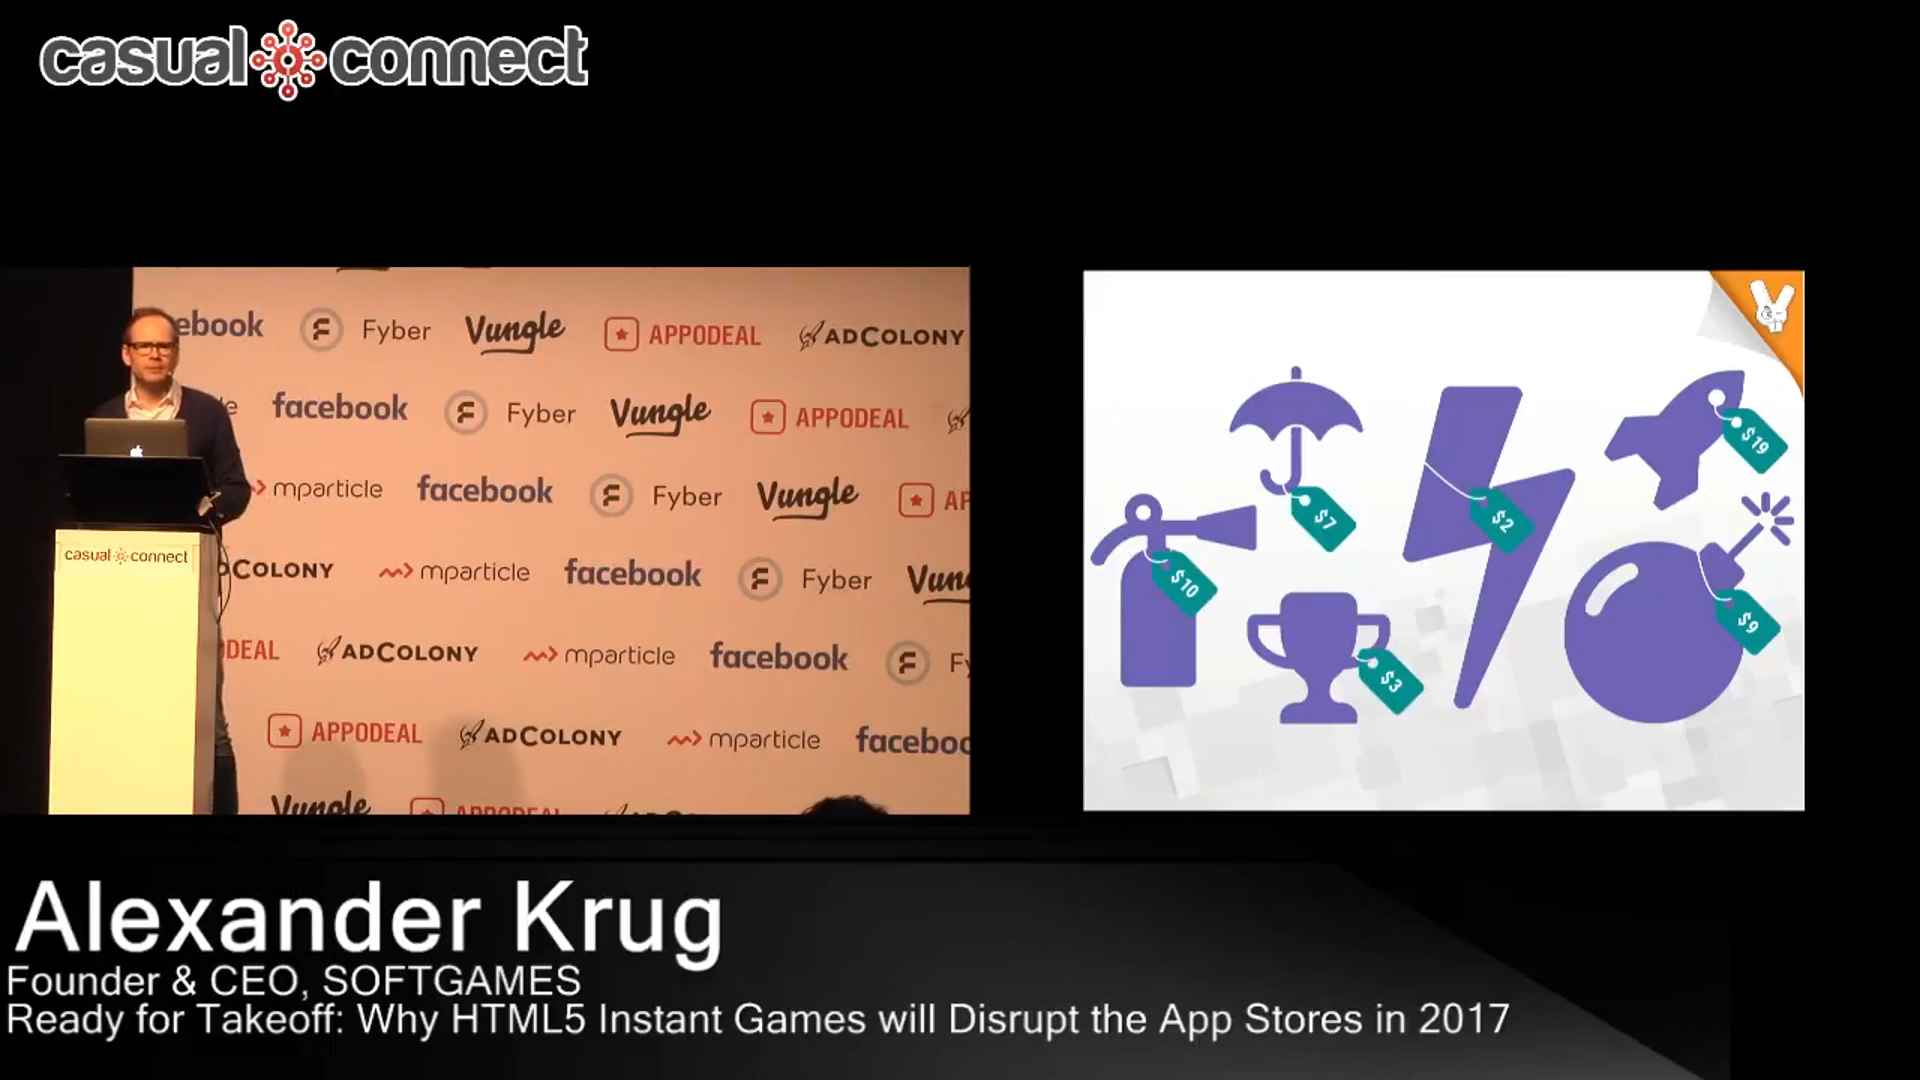 casual connect
ebook Fyber Vungle APPODEAL ADCOLONY
facebook Fyber Vungle APPODEAL
mparticle facebook Fyber Vungle
COLONY mparticle facebook Fyber
DEAL ADCOLONY mparticle facebook
APPODEAL ADCOLONY mparticle
Vungle APPODEAL
casual connect
$19
$7
$2
$10
$9
$3
Alexander Krug
Founder & CEO, SOFTGAMES
Ready for Takeoff: Why HTML5 Instant Games will Disrupt the App Stores in 2017